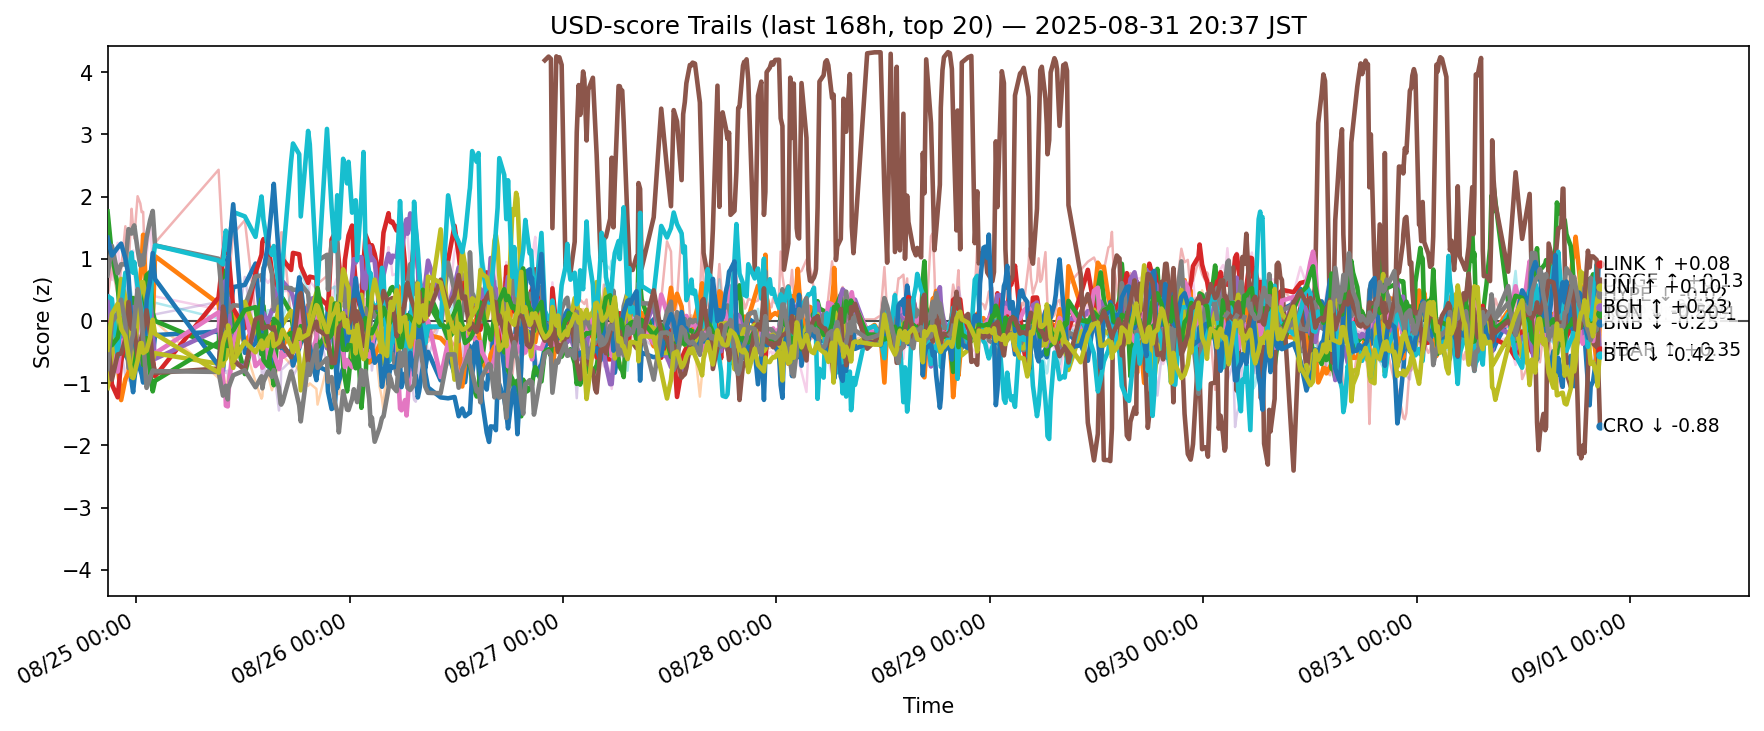 USD-score Trails (last 168h, top 20) — 2025-08-31 20:37 JST
4
3
2
1
0
−1
−2
−3
−4
Score (z)
LINK ↑ +0.08
UNI ↑ +0.10
BCH ↑ +0.23
BNB ↓ -0.23
BTC ↓ -0.42
CRO ↓ -0.88
08/25 00:00
08/26 00:00
08/27 00:00
08/28 00:00
08/29 00:00
08/30 00:00
08/31 00:00
09/01 00:00
Time